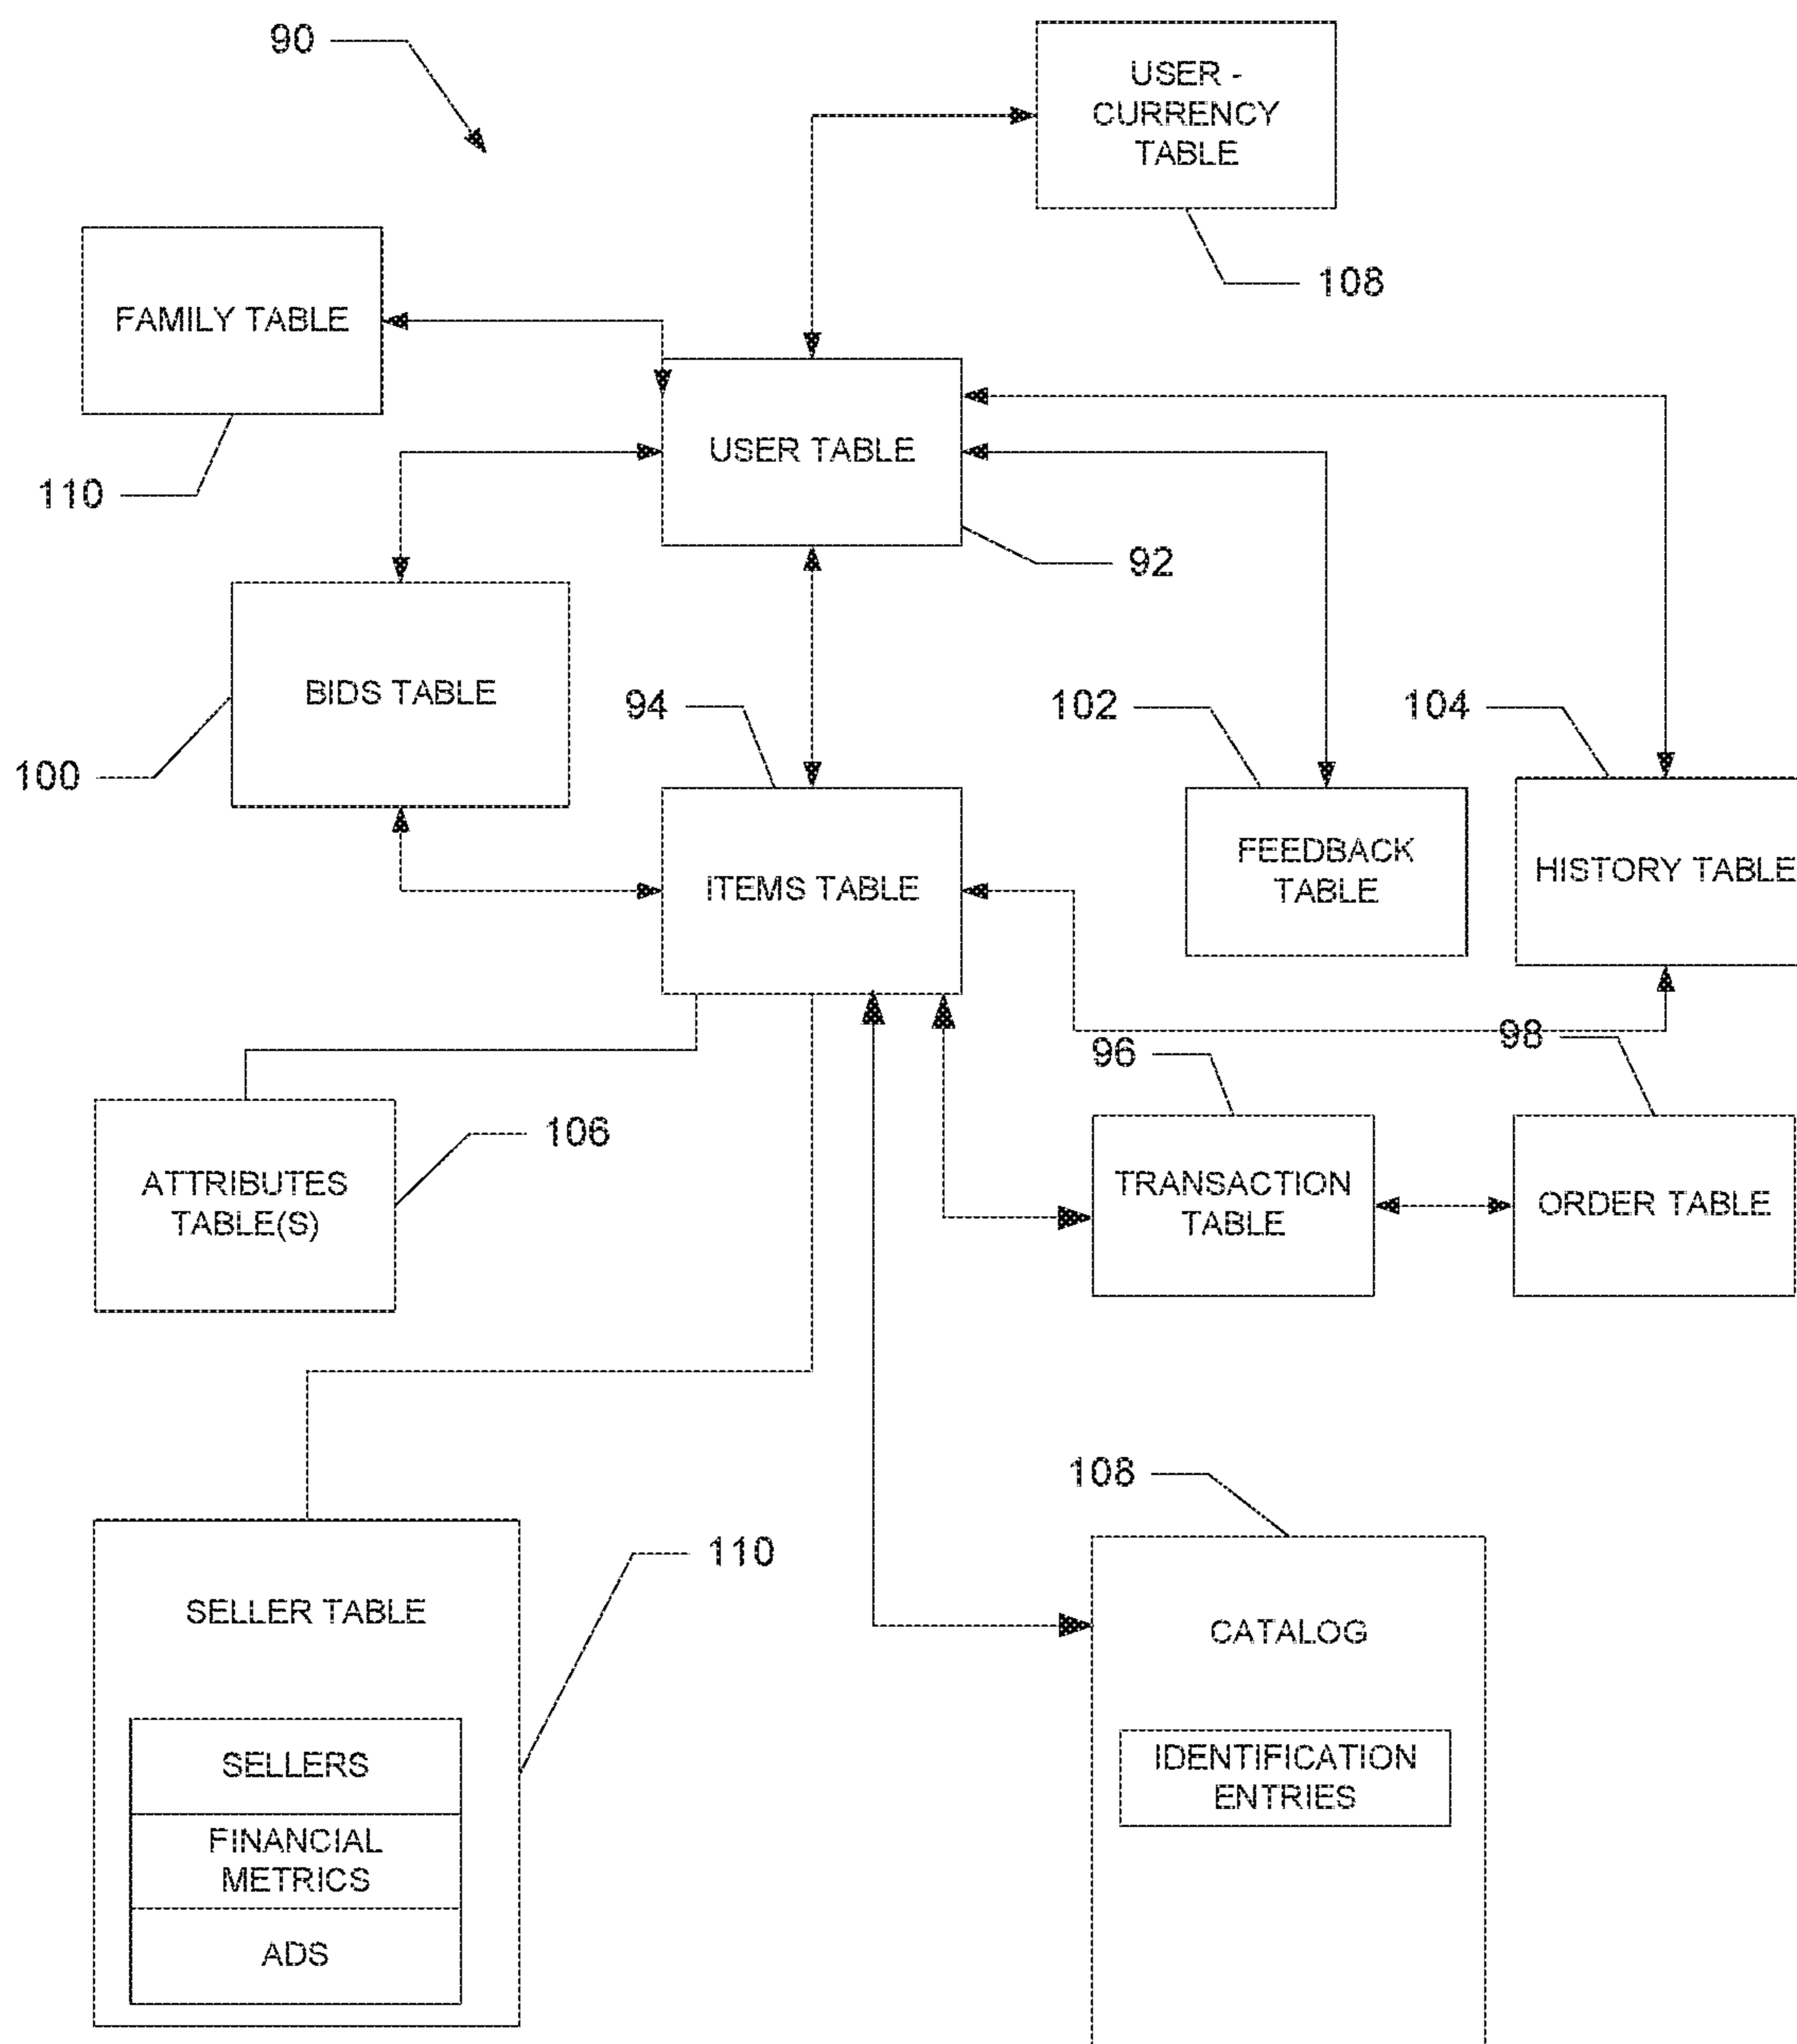 90
USER -
CURRENCY
TABLE
108
FAMILY TABLE
110
USER TABLE
92
BIDS TABLE
100
94
102
104
ITEMS TABLE
FEEDBACK
TABLE
HISTORY TABLE
96
98
106
ATTRIBUTES
TABLE(S)
TRANSACTION
TABLE
ORDER TABLE
108
110
SELLER TABLE
CATALOG
SELLERS
IDENTIFICATION
ENTRIES
FINANCIAL
METRICS
ADS